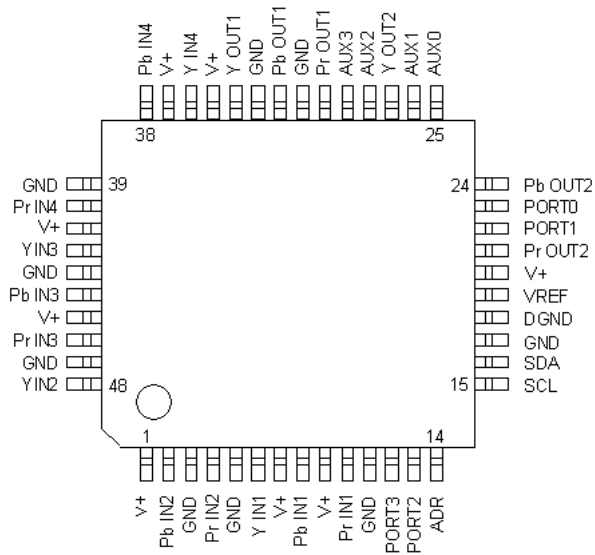 Pb IN4
V+
Y IN4
V+
Y OUT1
GND
Pb OUT1
GND
Pr OUT1
AUX3
AUX2
Y OUT2
AUX1
AUX0
38
25
GND
39
24
Pb OUT2
Pr IN4
PORT0
V+
PORT1
Y IN3
Pr OUT2
GND
V+
Pb IN3
VREF
V+
DGND
Pr IN3
GND
GND
SDA
Y IN2
48
15
SCL
1
14
V+
Pb IN2
GND
Pr IN2
GND
Y IN1
V+
Pb IN1
V+
Pr IN1
GND
PORT3
PORT2
ADR